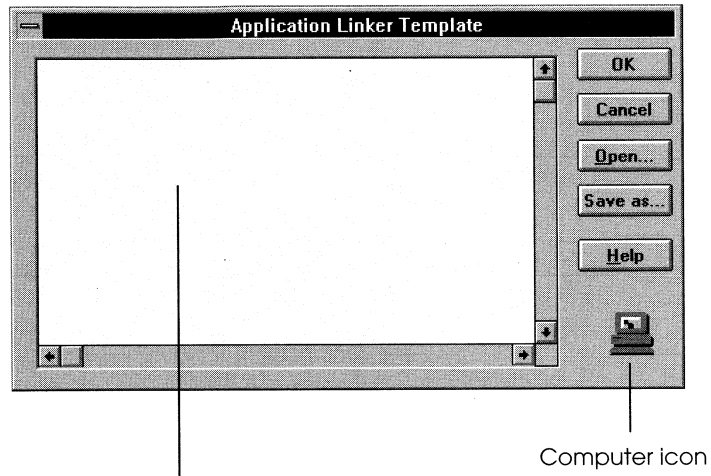 Application Linker Template
OK
Cancel
Open...
Save as...
Help
Computer icon